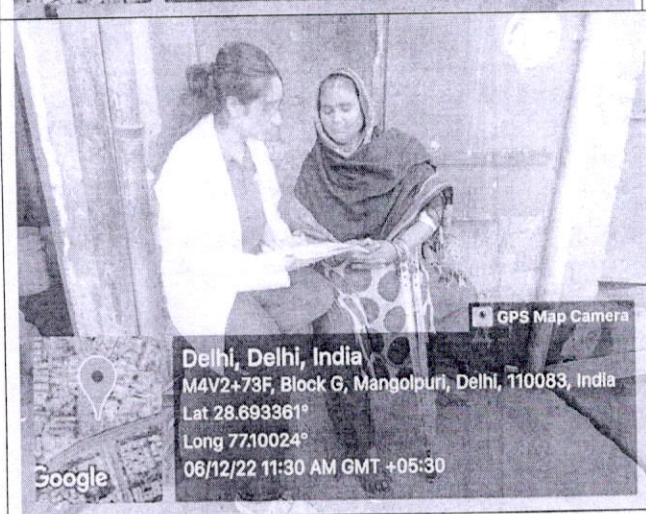 GPS Map Camera
Delhi, Delhi, India
M4V2+73F, Block G, Mangolpuri, Delhi, 110083, India
Lat 28.693361°
Long 77.10024°
06/12/22 11:30 AM GMT +05:30
Google